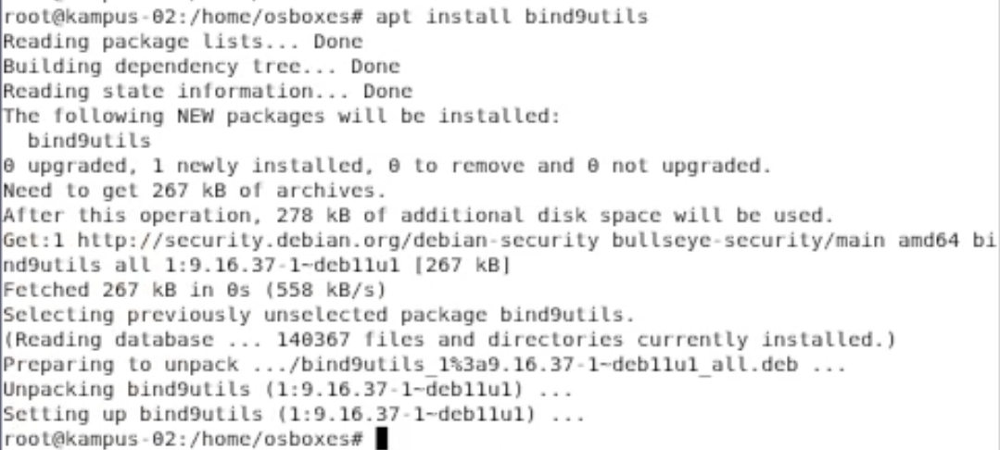 root@kampus-02:/home/osboxes# apt install bind9utils
Reading package lists... Done
Building dependency tree... Done
Reading state information... Done
The following NEW packages will be installed:
  bind9utils
0 upgraded, 1 newly installed, 0 to remove and 0 not upgraded.
Need to get 267 kB of archives.
After this operation, 278 kB of additional disk space will be used.
Get:1 http://security.debian.org/debian-security bullseye-security/main amd64 bi
nd9utils all 1:9.16.37-1~deb11u1 [267 kB]
Fetched 267 kB in 0s (558 kB/s)
Selecting previously unselected package bind9utils.
(Reading database ... 140367 files and directories currently installed.)
Preparing to unpack .../bind9utils_1%3a9.16.37-1~deb11u1_all.deb ...
Unpacking bind9utils (1:9.16.37-1~deb11u1) ...
Setting up bind9utils (1:9.16.37-1~deb11u1) ...
root@kampus-02:/home/osboxes#